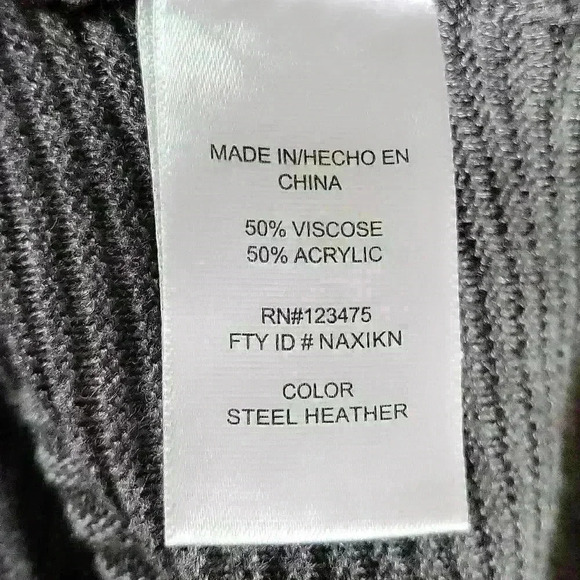 MADE IN/HECHO EN
CHINA
50% VISCOSE
50% ACRYLIC
RN#123475
FTY ID # NAXIKN
COLOR
STEEL HEATHER